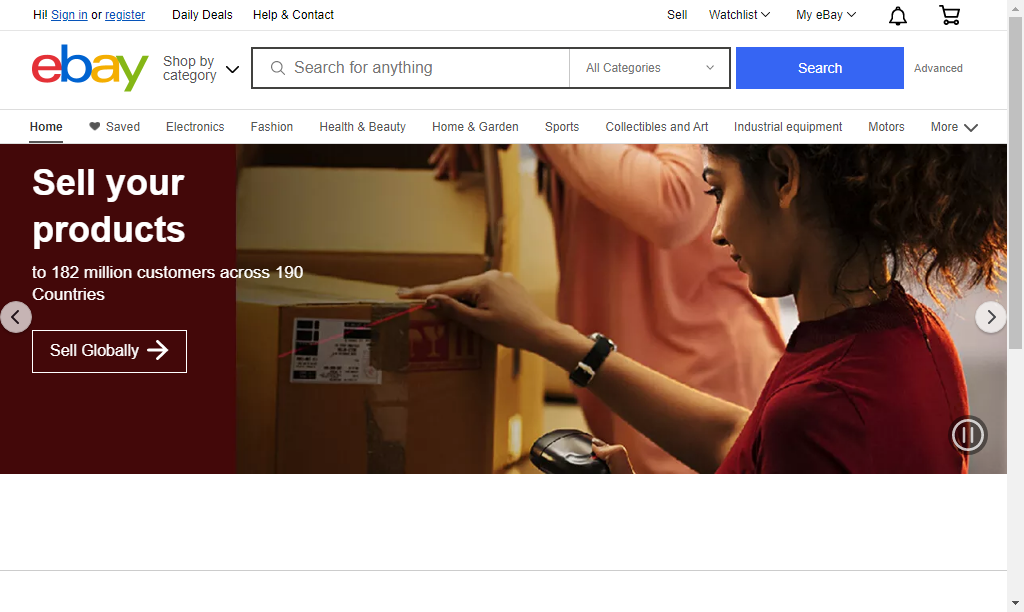 Hi! Sign in or register
Daily Deals
Help & Contact
Sell
Watchlist
My eBay
ebay
Shop by
category
Search for anything
All Categories
Search
Advanced
Home
Saved
Electronics
Fashion
Health & Beauty
Home & Garden
Sports
Collectibles and Art
Industrial equipment
Motors
More
Sell your
products
to 182 million customers across 190
Countries
Sell Globally